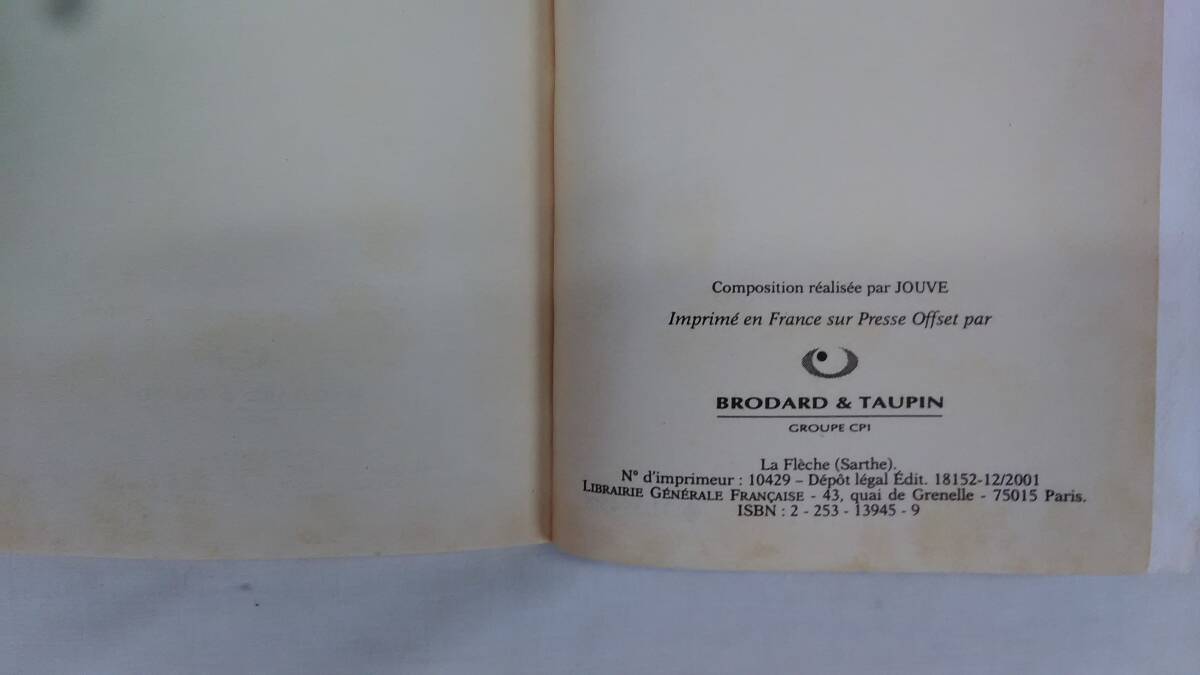 Composition réalisée par JOUVE
Imprimé en France sur Presse Offset par
BRODARD & TAUPIN
GROUPE CPI
La Flèche (Sarthe).
N° d'imprimeur : 10429 – Dépôt légal Édit. 18152-12/2001
LIBRAIRIE GÉNÉRALE FRANÇAISE - 43, quai de Grenelle - 75015 Paris.
ISBN : 2 - 253 - 13945 - 9